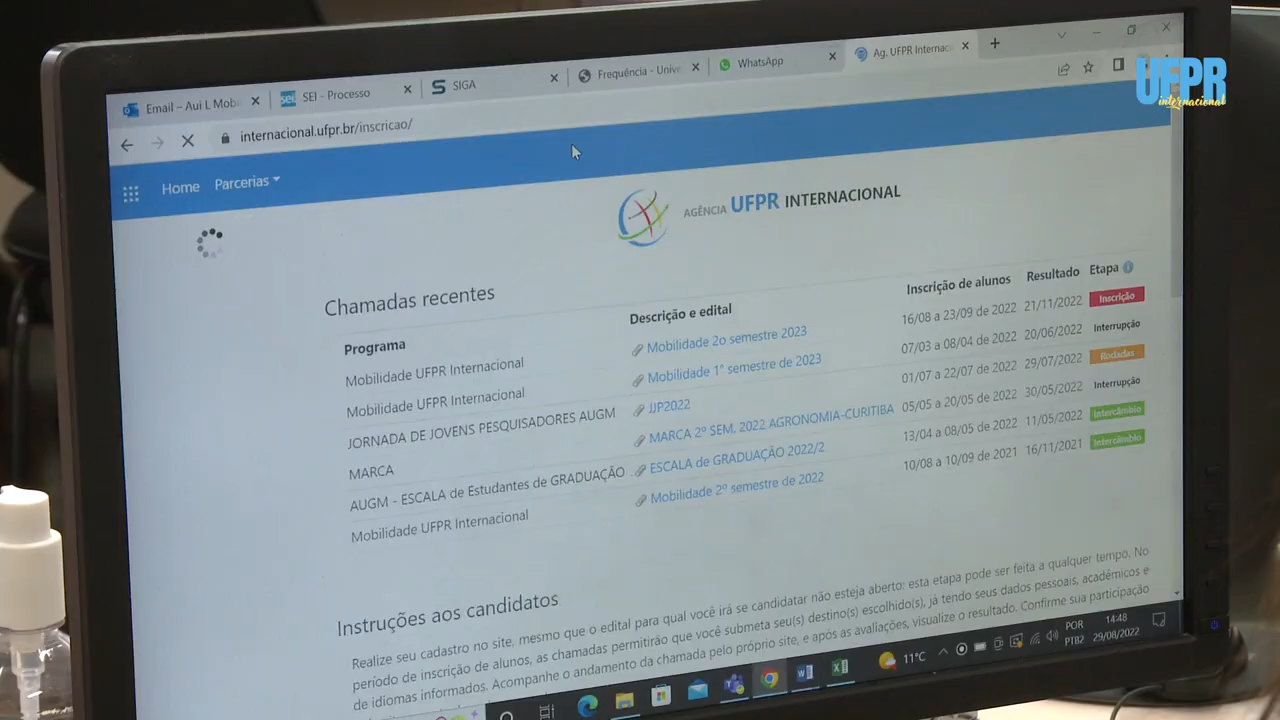 Email – Aui L Mobi
sei SEI - Processo
SIGA
Frequência - Unive
WhatsApp
Ag. UFPR Internac
UFPR
internacional
internacional.ufpr.br/inscricao/
Home Parcerias
AGÊNCIA UFPR INTERNACIONAL
Chamadas recentes
Programa Descrição e edital Inscrição de alunos Resultado Etapa
Mobilidade UFPR Internacional Mobilidade 2o semestre 2023 16/08 a 23/09 de 2022 21/11/2022 Inscrição
Mobilidade UFPR Internacional Mobilidade 1° semestre de 2023 07/03 a 08/04 de 2022 20/06/2022 Interrupção
JORNADA DE JOVENS PESQUISADORES AUGM JJP2022 01/07 a 22/07 de 2022 29/07/2022 Rodadas
MARCA MARCA 2º SEM. 2022 AGRONOMIA-CURITIBA 05/05 a 20/05 de 2022 30/05/2022 Interrupção
AUGM - ESCALA de Estudantes de GRADUAÇÃO . ESCALA de GRADUAÇÃO 2022/2 13/04 a 08/05 de 2022 11/05/2022 Intercâmbio
Mobilidade UFPR Internacional Mobilidade 2º semestre de 2022 10/08 a 10/09 de 2021 16/11/2021 Intercâmbio
Instruções aos candidatos
Realize seu cadastro no site, mesmo que o edital para qual você irá se candidatar não esteja aberto: esta etapa pode ser feita a qualquer tempo. No
período de inscrição de alunos, as chamadas permitirão que você submeta seu(s) destino(s) escolhido(s), já tendo seus dados pessoais, acadêmicos e
de idiomas informados. Acompanhe o andamento da chamada pelo próprio site, e após as avaliações, visualize o resultado. Confirme sua participação
11°C
POR
PTB2
14:48
29/08/2022